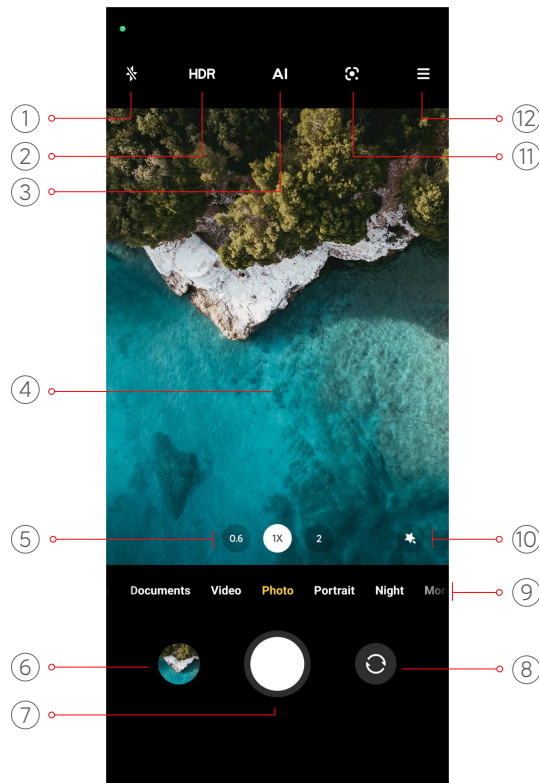 HDR AI
① ⑫
② ⑪
③
④
⑤ 0.6 1X 2 ⑩
Documents Video Photo Portrait Night Mor ⑨
⑥ ⑧
⑦